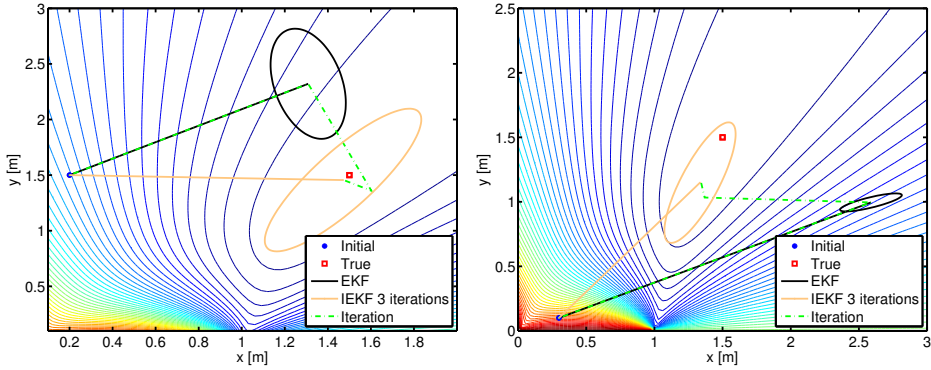 3
2.5
2
1.5
1
0.5
y [m]
0.2 0.4 0.6 0.8 1 1.2 1.4 1.6 1.8
x [m]
Initial
True
EKF
IEKF 3 iterations
Iteration
2.5
2
1.5
1
0.5
0
y [m]
0 0.5 1 1.5 2 2.5 3
x [m]
Initial
True
EKF
IEKF 3 iterations
Iteration